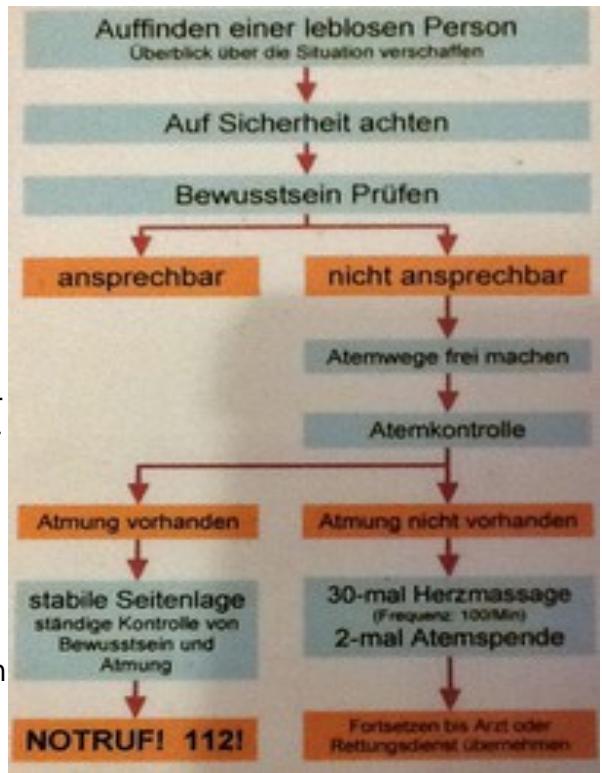 Auffinden einer leblosen Person
Überblick über die Situation verschaffen
Auf Sicherheit achten
Bewusstsein Prüfen
ansprechbar
nicht ansprechbar
Atemwege frei machen
Atemkontrolle
Atmung vorhanden
Atmung nicht vorhanden
stabile Seitenlage
ständige Kontrolle von
Bewusstsein und
Atmung
30-mal Herzmassage
(Frequenz: 100/Min)
2-mal Atemspende
NOTRUF! 112!
Fortsetzen bis Arzt oder
Rettungsdienst übernehmen